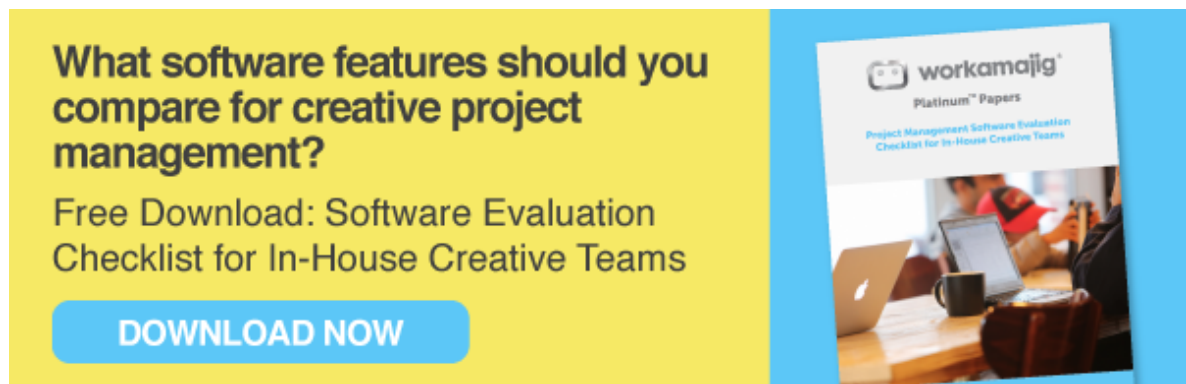 What software features should you
compare for creative project
management?
Free Download: Software Evaluation
Checklist for In-House Creative Teams
DOWNLOAD NOW
workamajig®
Platinum™ Papers
Project Management Software Evaluation
Checklist for In-House Creative Teams